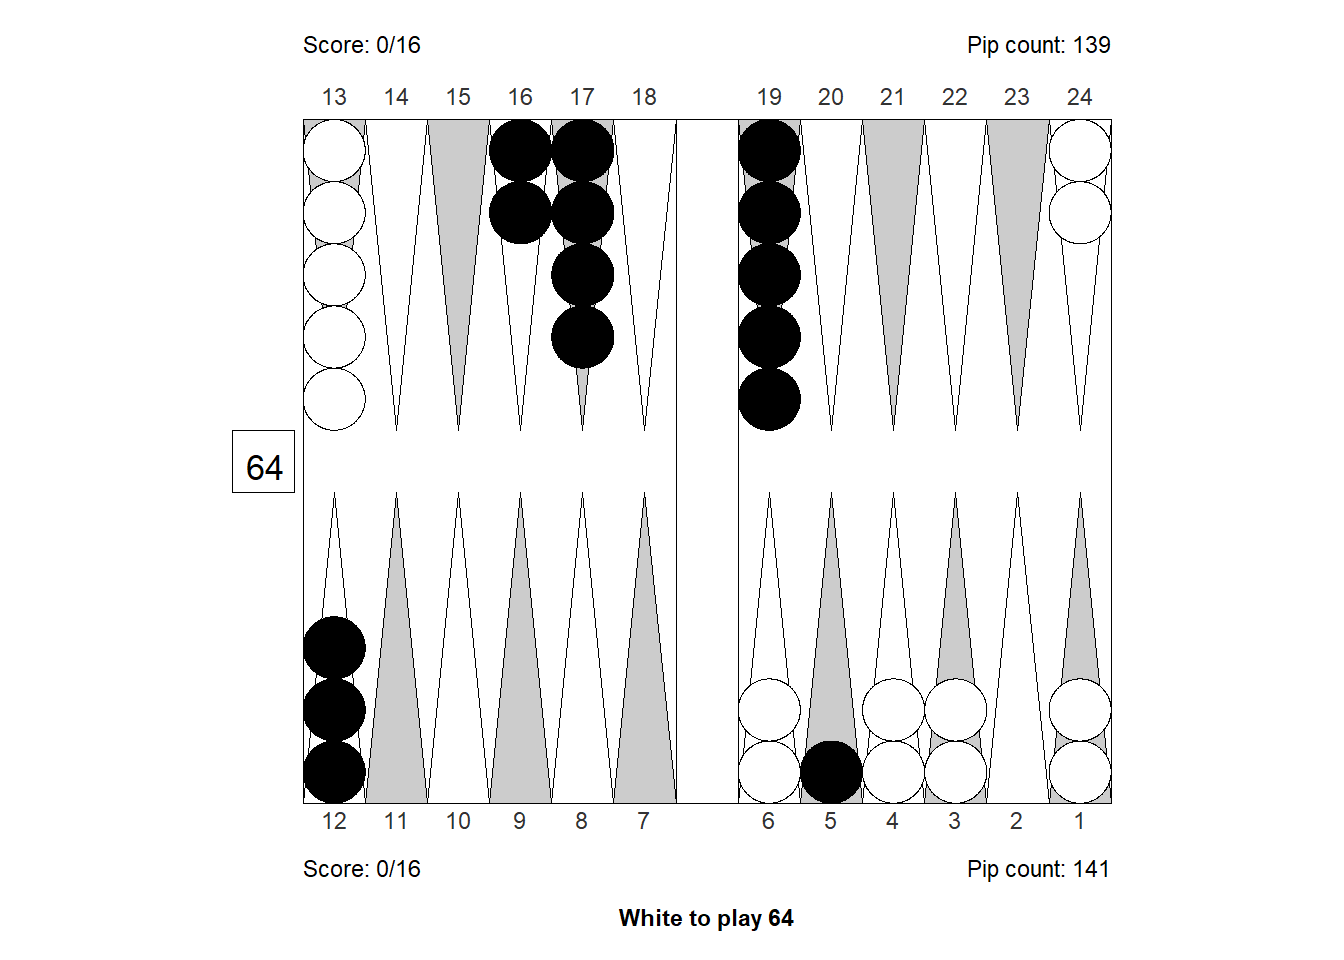 Score: 0/16 Pip count: 139
13 14 15 16 17 18 19 20 21 22 23 24
64
12 11 10 9 8 7 6 5 4 3 2 1
Score: 0/16 Pip count: 141
White to play 64